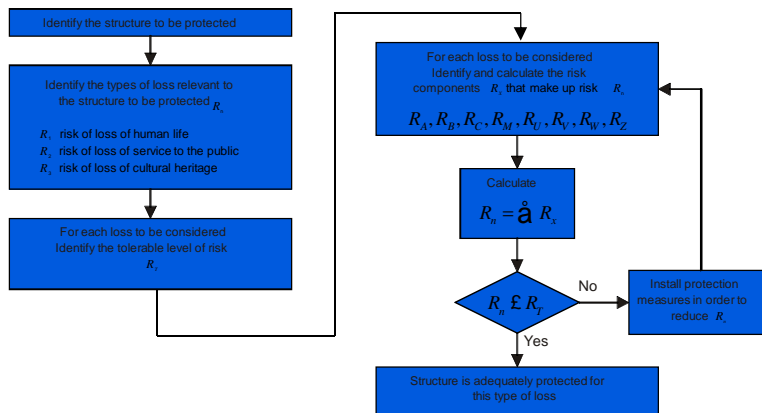 Identify the structure to be protected
Identify the types of loss relevant to
the structure to be protected Rn
R1 risk of loss of human life
R2 risk of loss of service to the public
R3 risk of loss of cultural heritage
For each loss to be considered
Identify the tolerable level of risk
RT
For each loss to be considered
Identify and calculate the risk
components Rx that make up risk Rn
RA, RB, RC, RM, RU, RV, RW, RZ
Calculate
Rn = å Rx
Rn £ RT
No
Install protection
measures in order to
reduce Rx
Yes
Structure is adequately protected for
this type of loss